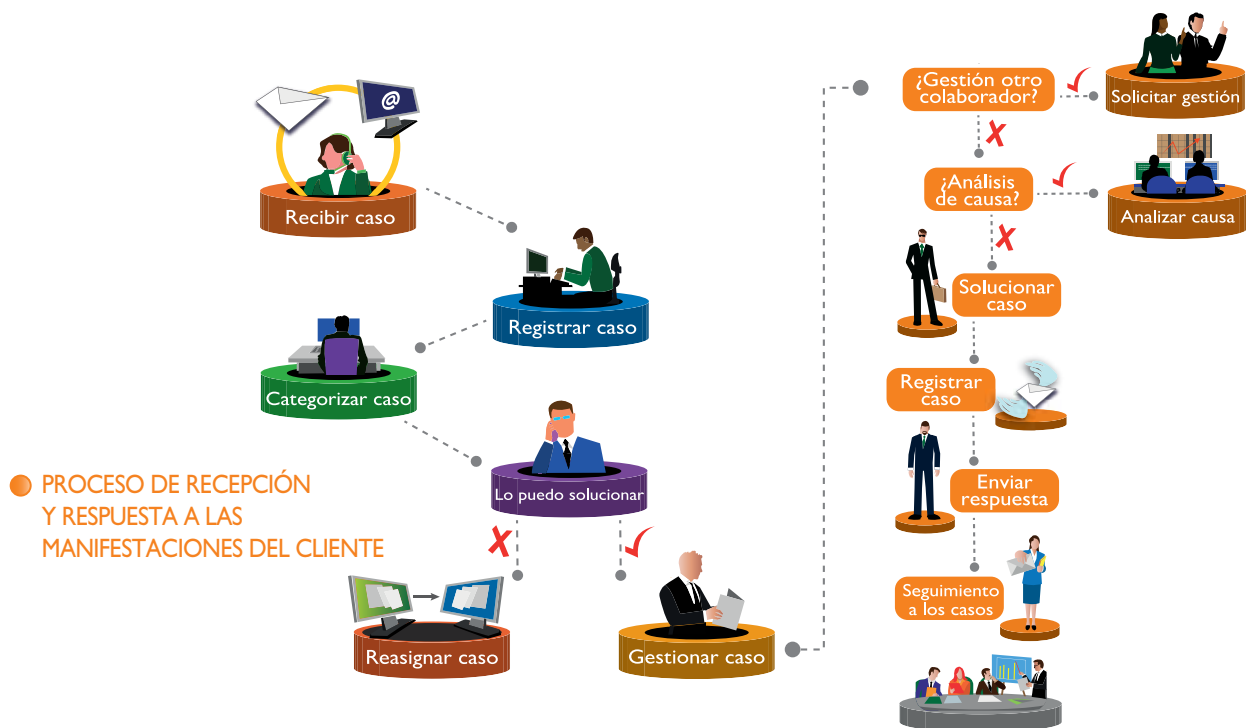 Recibir caso
Registrar caso
Categorizar caso
Lo puedo solucionar
PROCESO DE RECEPCIÓN
Y RESPUESTA A LAS
MANIFESTACIONES DEL CLIENTE
Reasignar caso
Gestionar caso
¿Gestión otro
colaborador?
Solicitar gestión
¿Análisis
de causa?
Analizar causa
Solucionar
caso
Registrar
caso
Enviar
respuesta
Seguimiento
a los casos
@